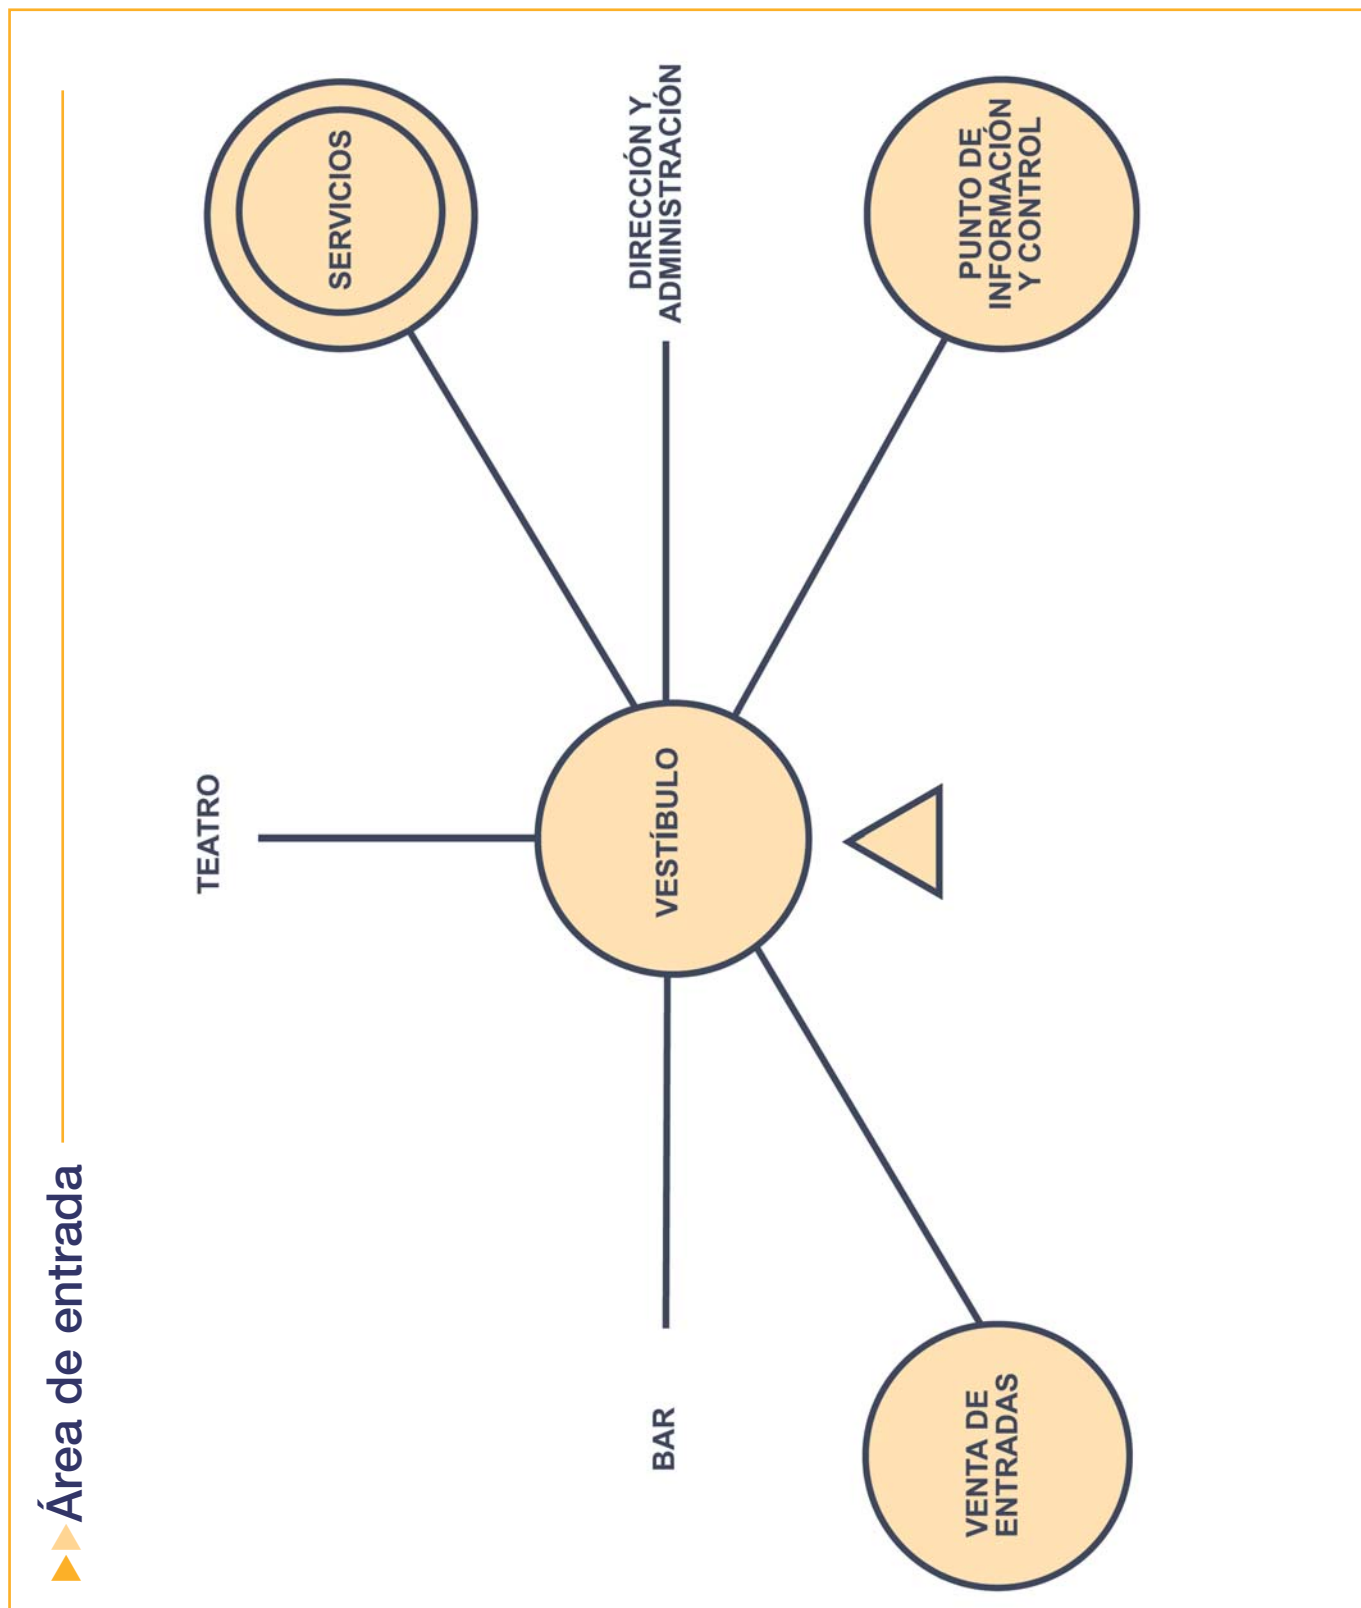 Área de entrada
TEATRO
SERVICIOS
BAR
VESTÍBULO
DIRECCIÓN Y
ADMINISTRACIÓN
VENTA DE
ENTRADAS
PUNTO DE
INFORMACIÓN
Y CONTROL